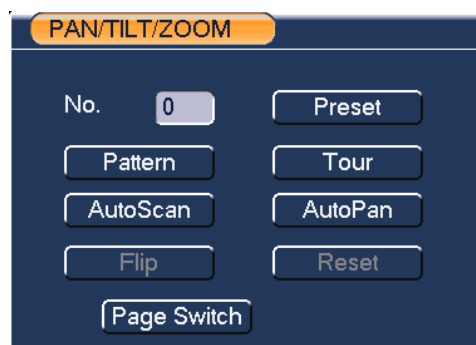 PAN/TILT/ZOOM
No. 0 Preset
Pattern Tour
AutoScan AutoPan
Flip Reset
Page Switch